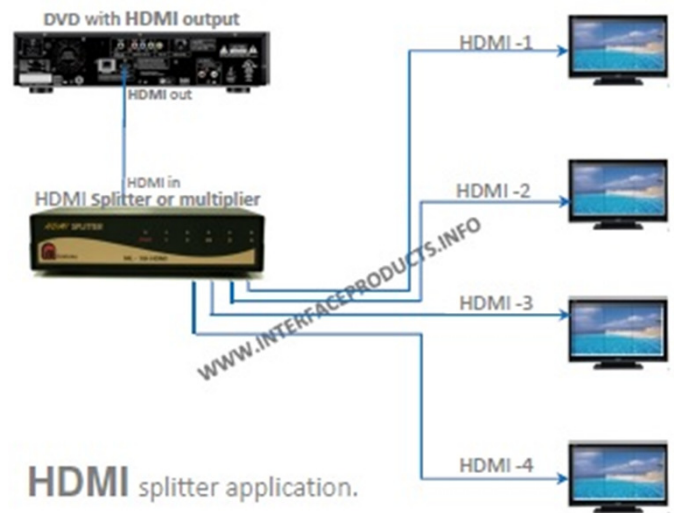 DVD with HDMI output
HDMI out
HDMI in
HDMI Splitter or multiplier
SPLITTER
HDMI -1
HDMI -2
HDMI -3
HDMI -4
WWW.INTERFACEPRODUCTS.INFO
HDMI splitter application.